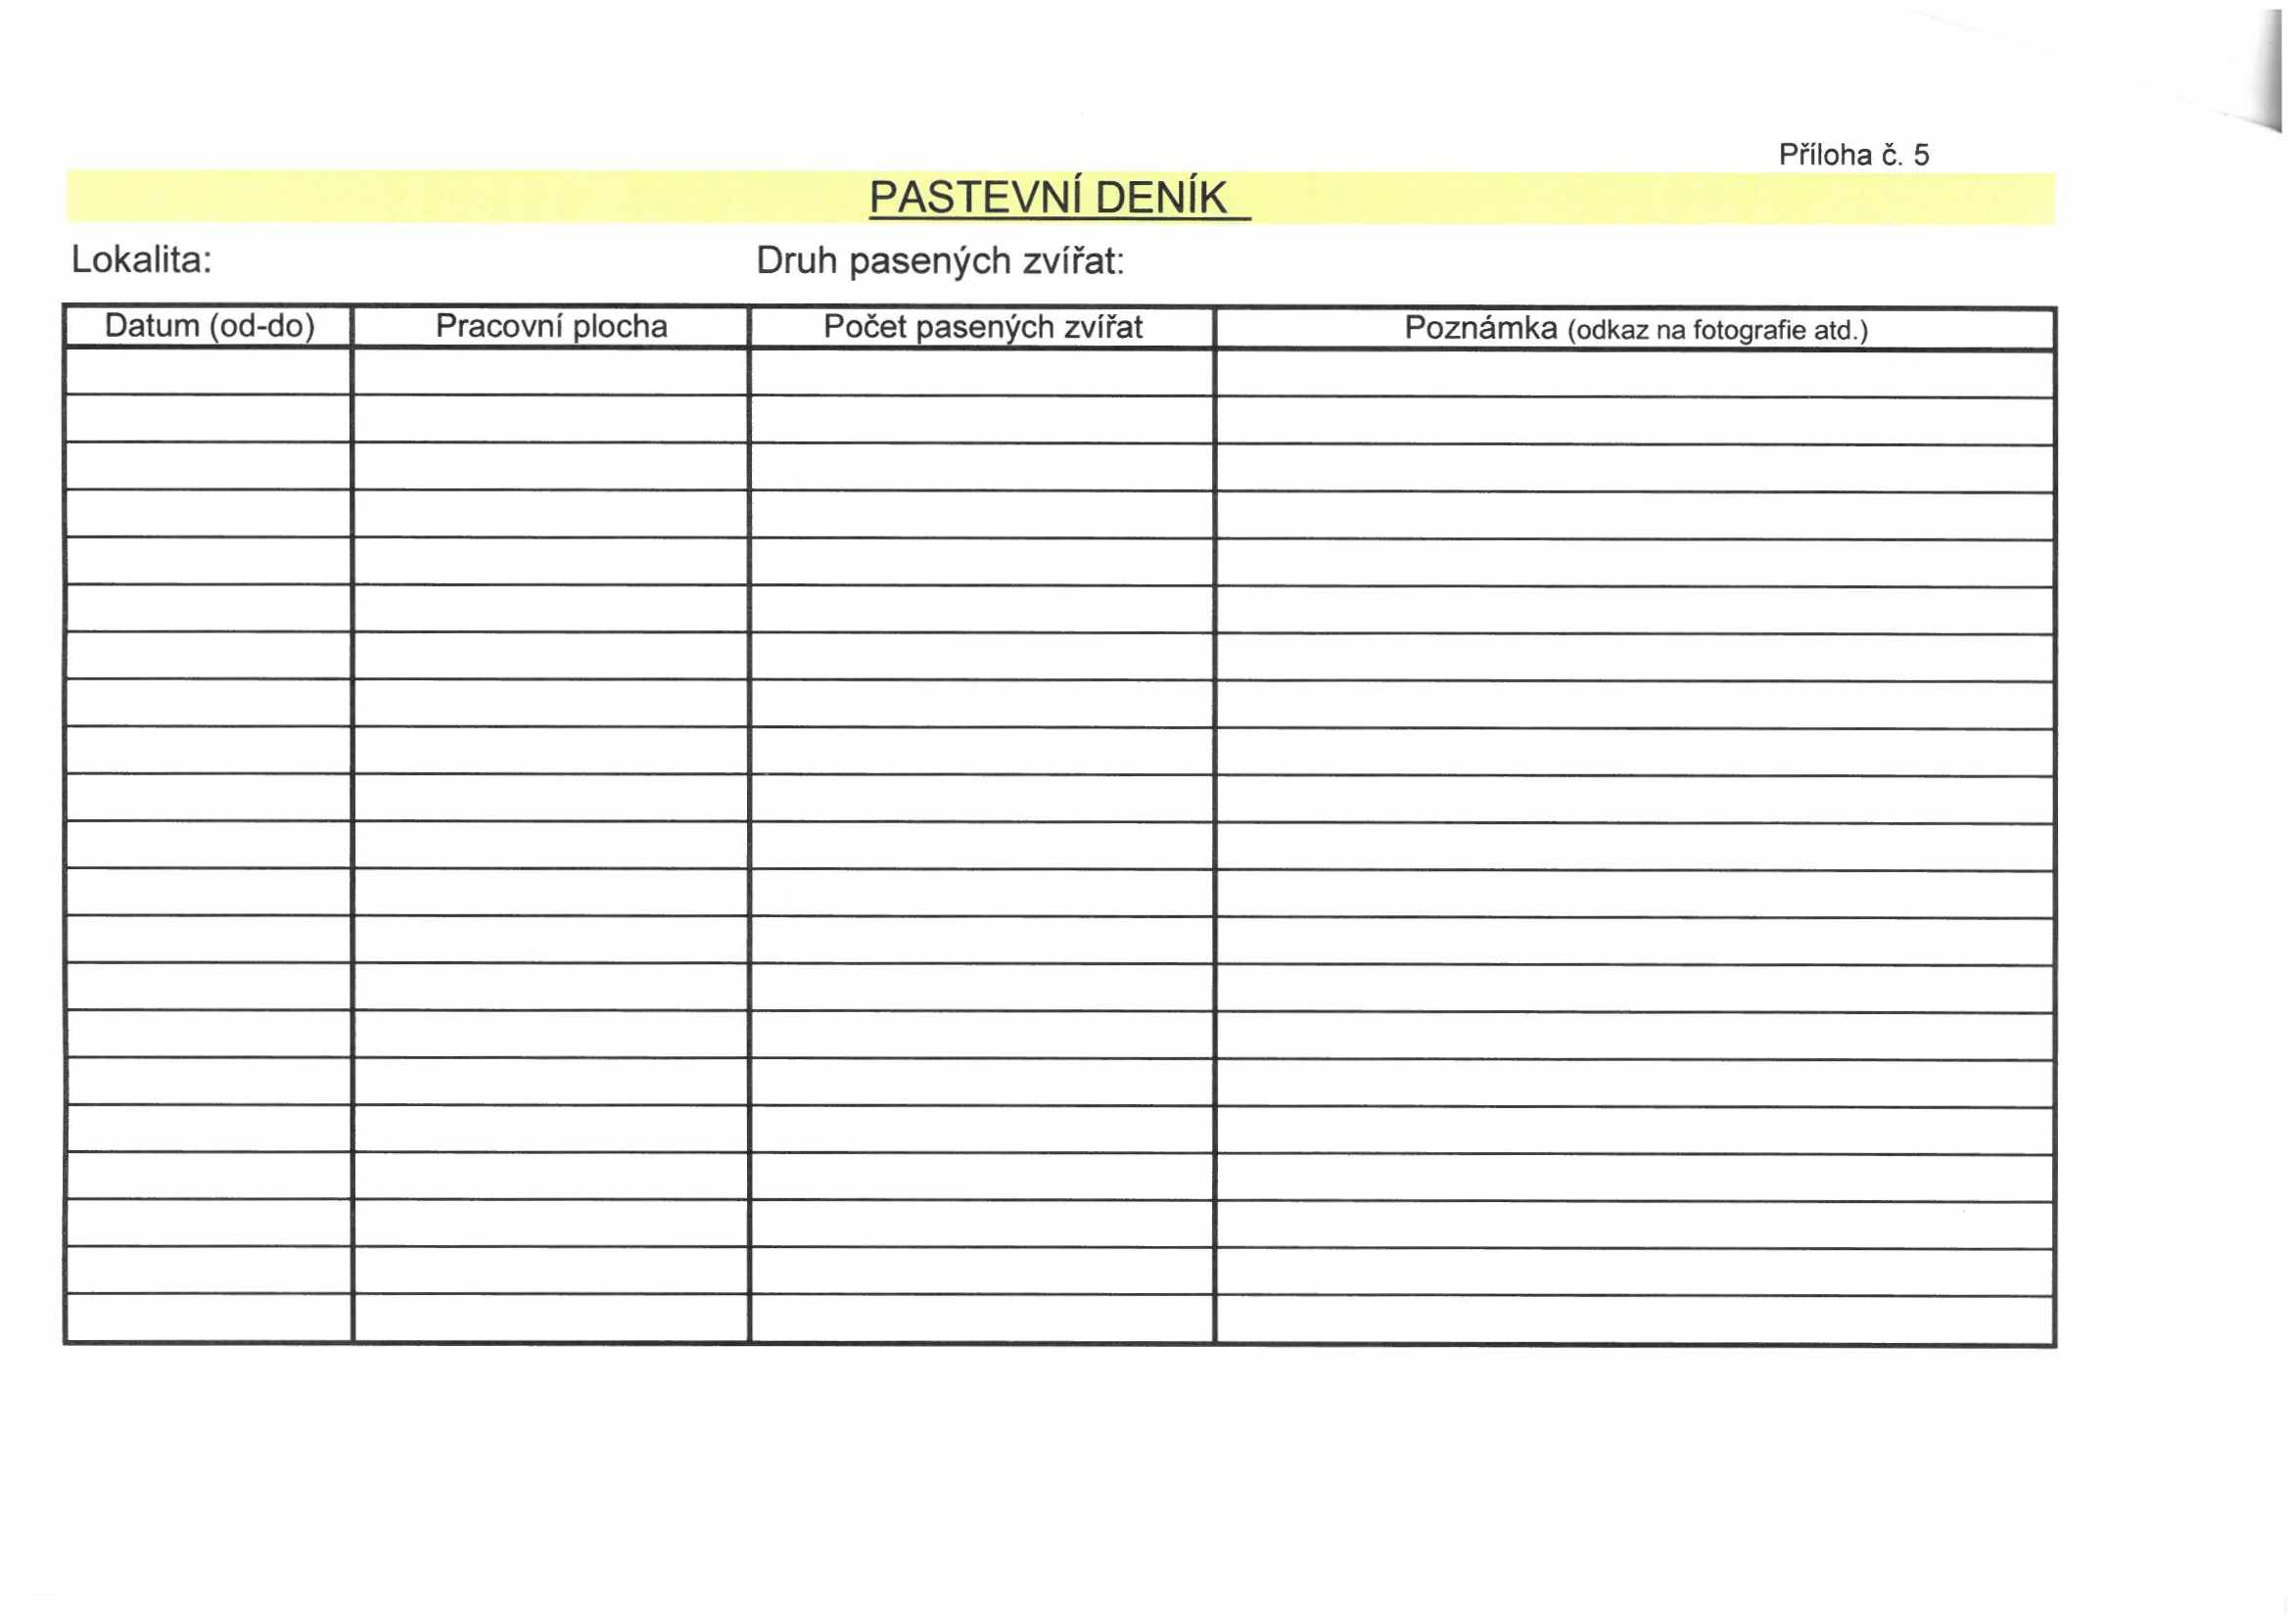 Příloha č. 5
PASTEVNÍ DENÍK
Lokalita: Druh pasených zvířat:
Datum (od-do) Pracovní plocha Počet pasených zvířat Poznámka (odkaz na fotografie atd.)